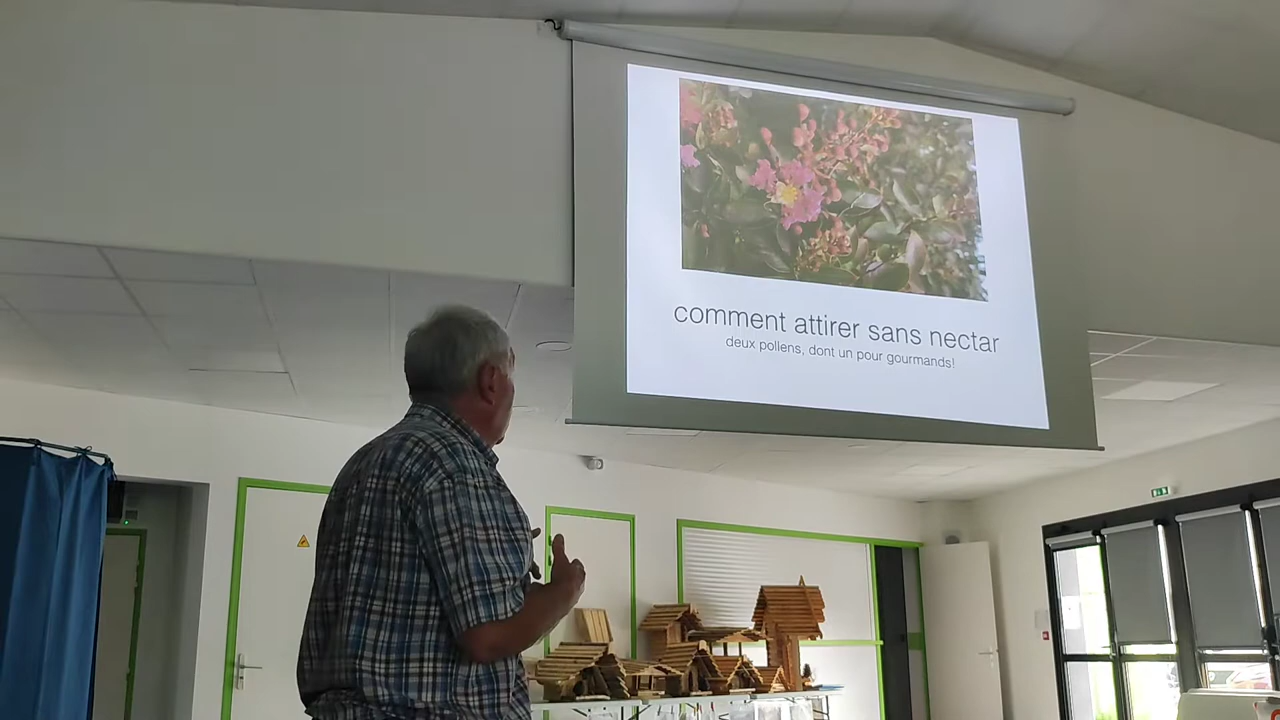 comment attirer sans nectar
deux pollens, dont un pour gourmands!